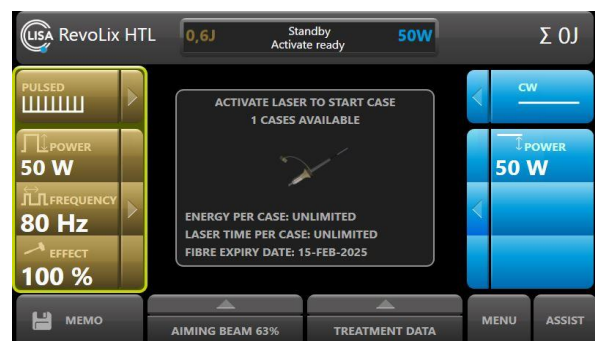 LISA RevoLix HTL
0,6J
Standby
Activate ready
50W
Σ 0J
PULSED
POWER
50 W
FREQUENCY
80 Hz
EFFECT
100 %
ACTIVATE LASER TO START CASE
1 CASES AVAILABLE
ENERGY PER CASE: UNLIMITED
LASER TIME PER CASE: UNLIMITED
FIBRE EXPIRY DATE: 15-FEB-2025
CW
POWER
50 W
MEMO
AIMING BEAM 63%
TREATMENT DATA
MENU
ASSIST